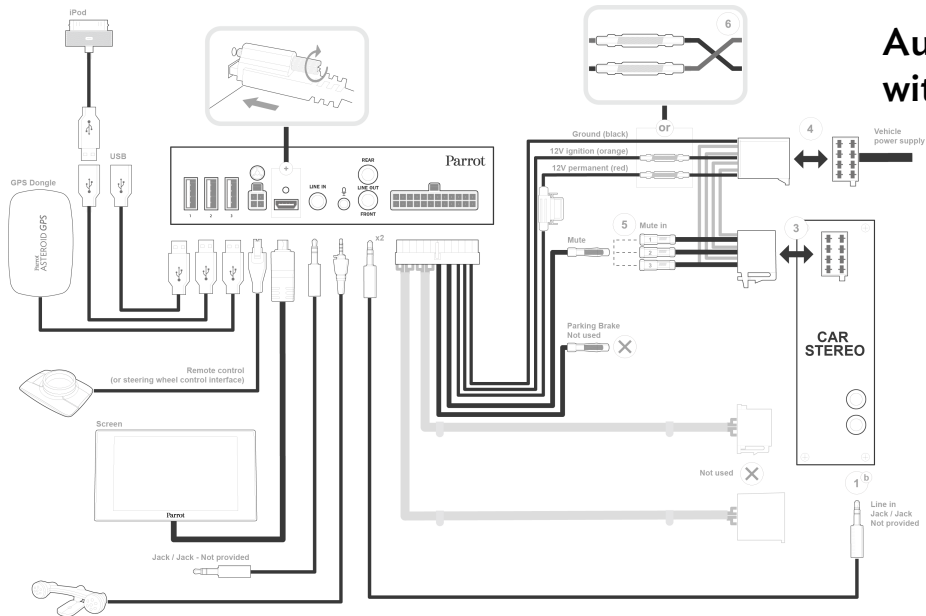 iPod
6
Au
wit
or
Ground (black)
12V ignition (orange)
12V permanent (red)
4
Vehicle
power supply
USB
GPS Dongle
Parrot
ASTEROID GPS
REAR
Parrot
LINE IN
LINE OUT
FRONT
1
2
3
x2
Mute
5
Mute in
1
2
3
3
Parking Brake
Not used
CAR
STEREO
Remote control
(or steering wheel control interface)
Screen
Parrot
Not used
1 b
Line in
Jack / Jack
Not provided
Jack / Jack - Not provided